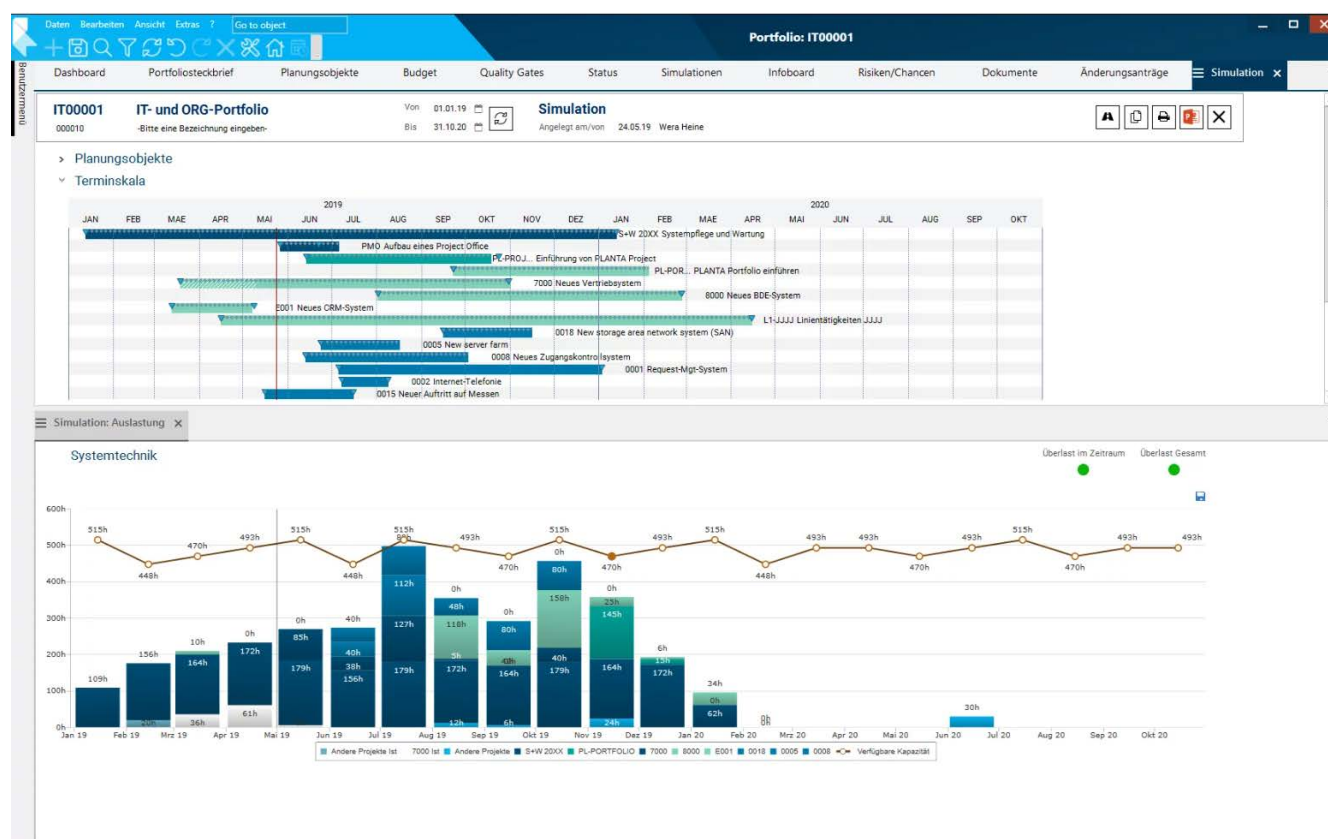 Daten Bearbeiten Ansicht Extras ? Go to object
Portfolio: IT00001
Benutzermenü
Dashboard Portfoliosteckbrief Planungsobjekte Budget Quality Gates Status Simulationen Infoboard Risiken/Chancen Dokumente Änderungsanträge Simulation
IT00001 IT- und ORG-Portfolio Von 01.01.19 Simulation
000010 -Bitte eine Bezeichnung eingeben- Bis 31.10.20 Angelegt am/von 24.05.19 Wera Heine
Planungsobjekte
Terminskala
2019 2020
JAN FEB MAE APR MAI JUN JUL AUG SEP OKT NOV DEZ JAN FEB MAE APR MAI JUN JUL AUG SEP OKT
S+W 20XX Systempflege und Wartung
PMO Aufbau eines Project Office
PL-PROJ... Einführung von PLANTA Project
PL-POR... PLANTA Portfolio einführen
7000 Neues Vertriebsystem
8000 Neues BDE-System
E001 Neues CRM-System
L1-JJJJ Linientätigkeiten JJJJ
0018 New storage area network system (SAN)
0005 New server farm
0008 Neues Zugangskontrollsystem
0001 Request-Mgt-System
0002 Internet-Telefonie
0015 Neuer Auftritt auf Messen
Simulation: Auslastung
Systemtechnik
Überlast im Zeitraum Überlast Gesamt
600h
515h 515h 515h 515h 515h 515h
470h 493h 493h 493h 493h 493h 493h 493h 493h
500h
448h 448h 470h 470h 448h 470h 470h
0h
80h
400h
112h
158h
0h 0h
48h 25h
300h
0h 40h 127h 118h 0h 145h
0h 85h 40h 80h
200h
156h 10h 172h 38h 5h 48h 40h 6h
164h 179h 156h 179h 172h 164h 179h 164h 15h
172h
109h 34h
100h
0h
61h 62h 30h
36h 12h 6h 24h 0h
0h
Jan 19 Feb 19 Mrz 19 Apr 19 Mai 19 Jun 19 Jul 19 Aug 19 Sep 19 Okt 19 Nov 19 Dez 19 Jan 20 Feb 20 Mrz 20 Apr 20 Mai 20 Jun 20 Jul 20 Aug 20 Sep 20 Okt 20
Andere Projekte Ist 7000 Ist Andere Projekte S+W 20XX PL-PORTFOLIO 7000 8000 E001 0018 0005 0008 Verfügbare Kapazität